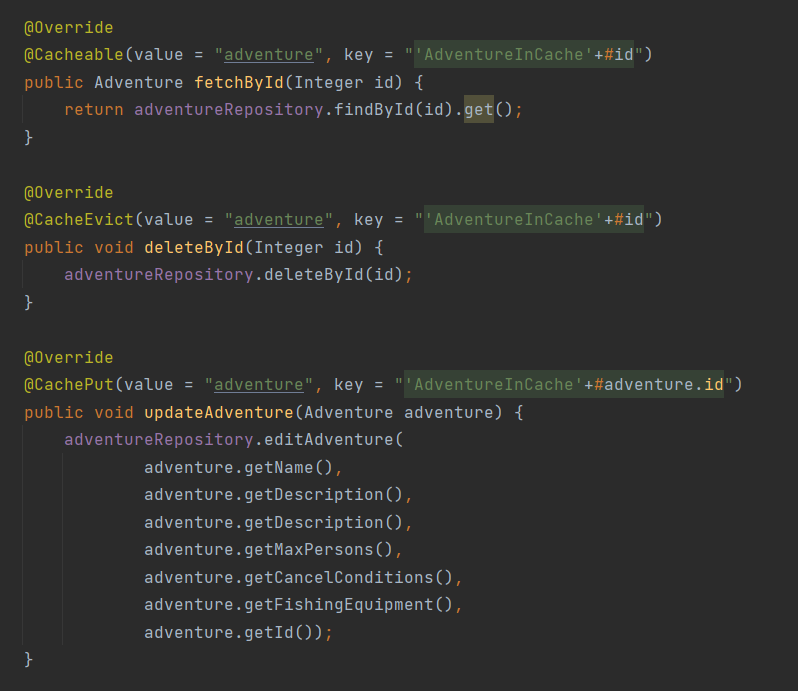 @Override
@Cacheable(value = "adventure", key = "'AdventureInCache'+#id")
public Adventure fetchById(Integer id) {
    return adventureRepository.findById(id).get();
}

@Override
@CacheEvict(value = "adventure", key = "'AdventureInCache'+#id")
public void deleteById(Integer id) {
    adventureRepository.deleteById(id);
}

@Override
@CachePut(value = "adventure", key = "'AdventureInCache'+#adventure.id")
public void updateAdventure(Adventure adventure) {
    adventureRepository.editAdventure(
            adventure.getName(),
            adventure.getDescription(),
            adventure.getDescription(),
            adventure.getMaxPersons(),
            adventure.getCancelConditions(),
            adventure.getFishingEquipment(),
            adventure.getId());
}